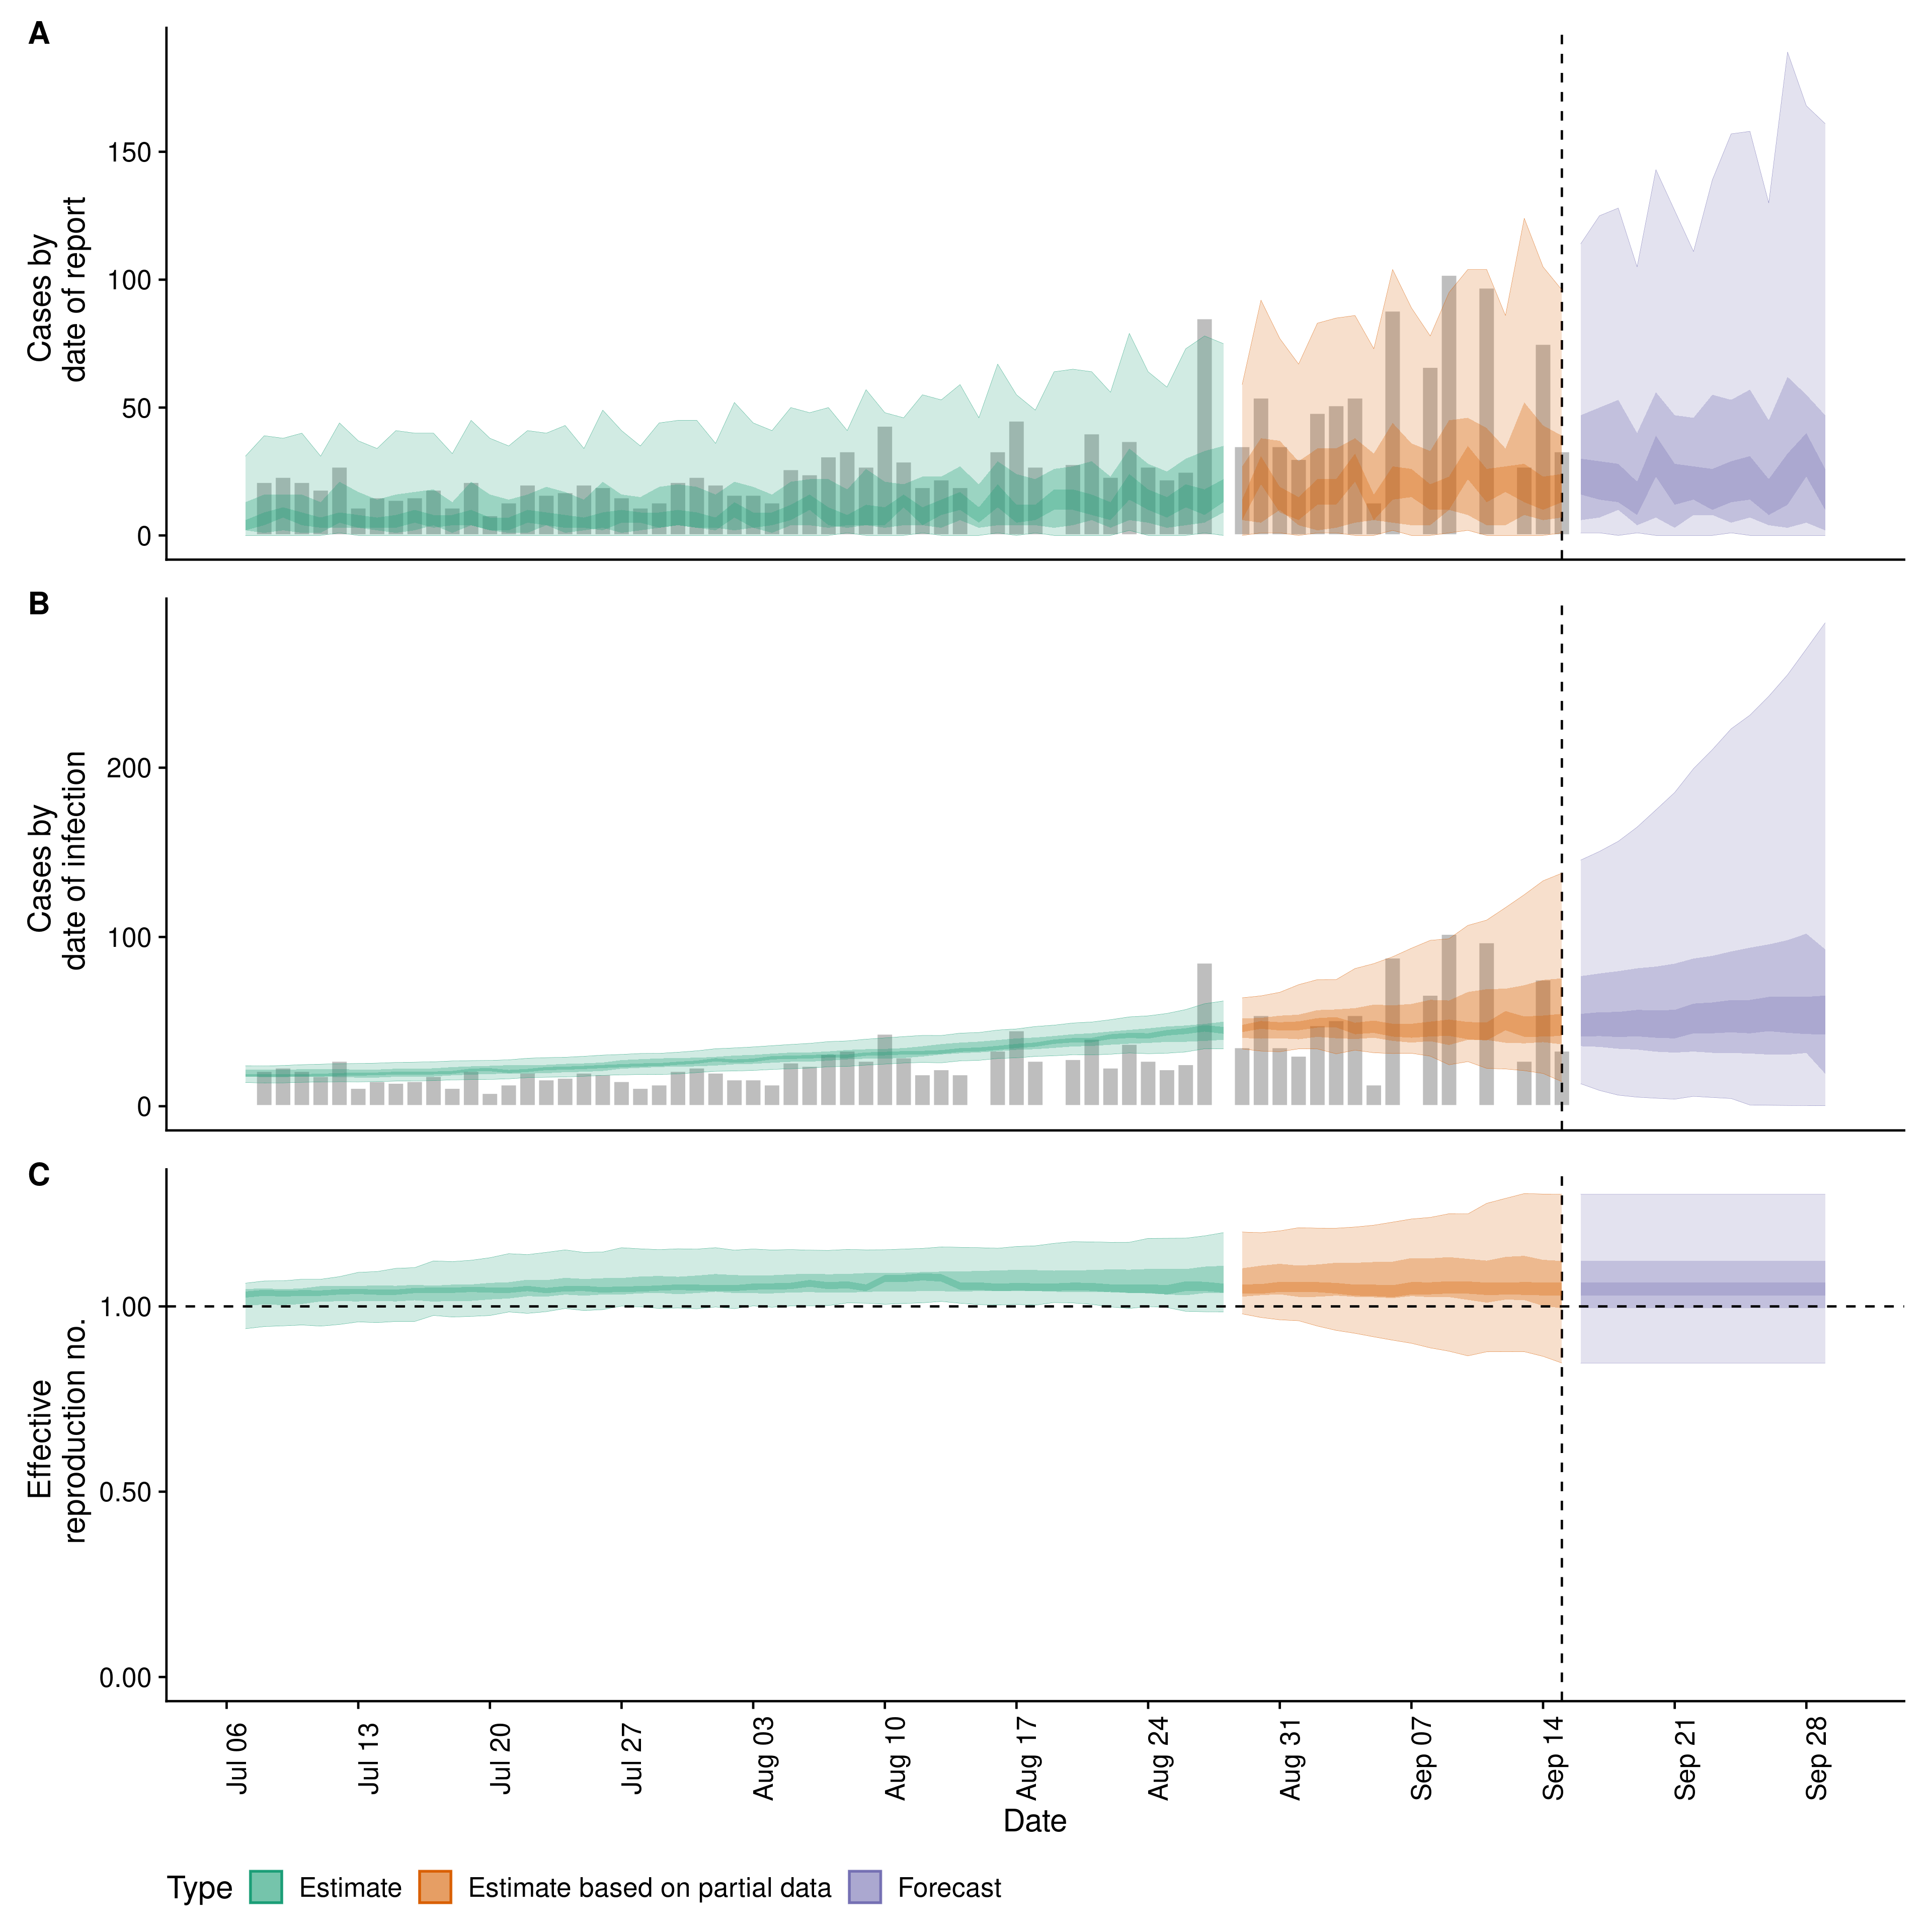 A
Cases by
date of report
150
100
50
0
B
Cases by
date of infection
200
100
0
C
Effective
reproduction no.
1.00
0.50
0.00
Jul 06
Jul 13
Jul 20
Jul 27
Aug 03
Aug 10
Aug 17
Aug 24
Aug 31
Sep 07
Sep 14
Sep 21
Sep 28
Date
Type Estimate Estimate based on partial data Forecast